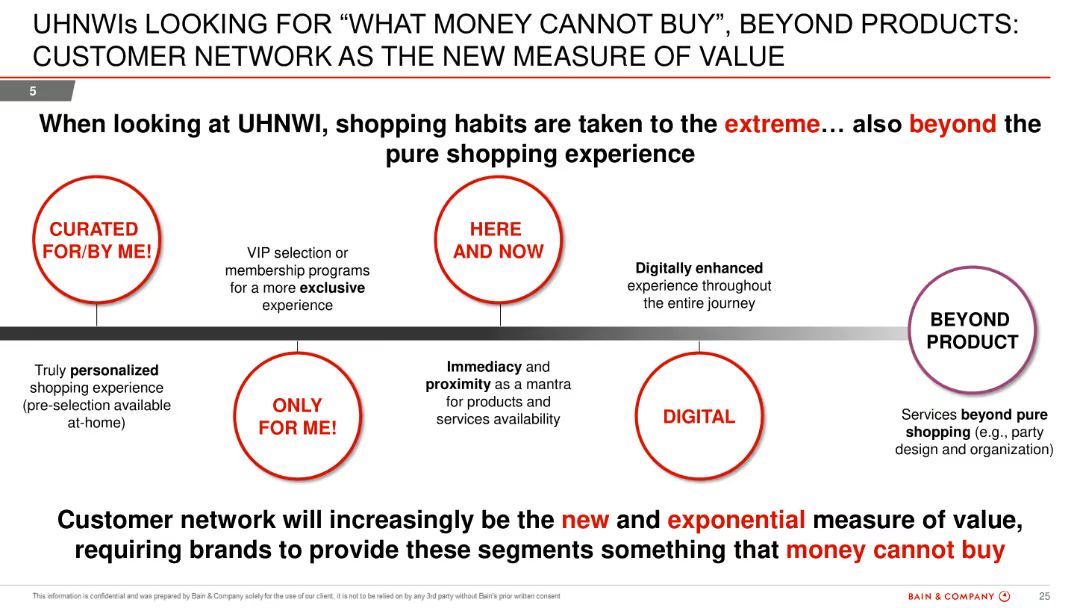 UHNWIs LOOKING FOR “WHAT MONEY CANNOT BUY”, BEYOND PRODUCTS:
CUSTOMER NETWORK AS THE NEW MEASURE OF VALUE
5
When looking at UHNWI, shopping habits are taken to the extreme… also beyond the
pure shopping experience
CURATED
FOR/BY ME!
Truly personalized
shopping experience
(pre-selection available
at-home)
VIP selection or
membership programs
for a more exclusive
experience
ONLY
FOR ME!
HERE
AND NOW
Immediacy and
proximity as a mantra
for products and
services availability
Digitally enhanced
experience throughout
the entire journey
DIGITAL
BEYOND
PRODUCT
Services beyond pure
shopping (e.g., party
design and organization)
Customer network will increasingly be the new and exponential measure of value,
requiring brands to provide these segments something that money cannot buy
This information is confidential and was prepared by Bain & Company solely for the use of our client, it is not to be relied on by any 3rd party without Bain's prior written consent
BAIN & COMPANY
25